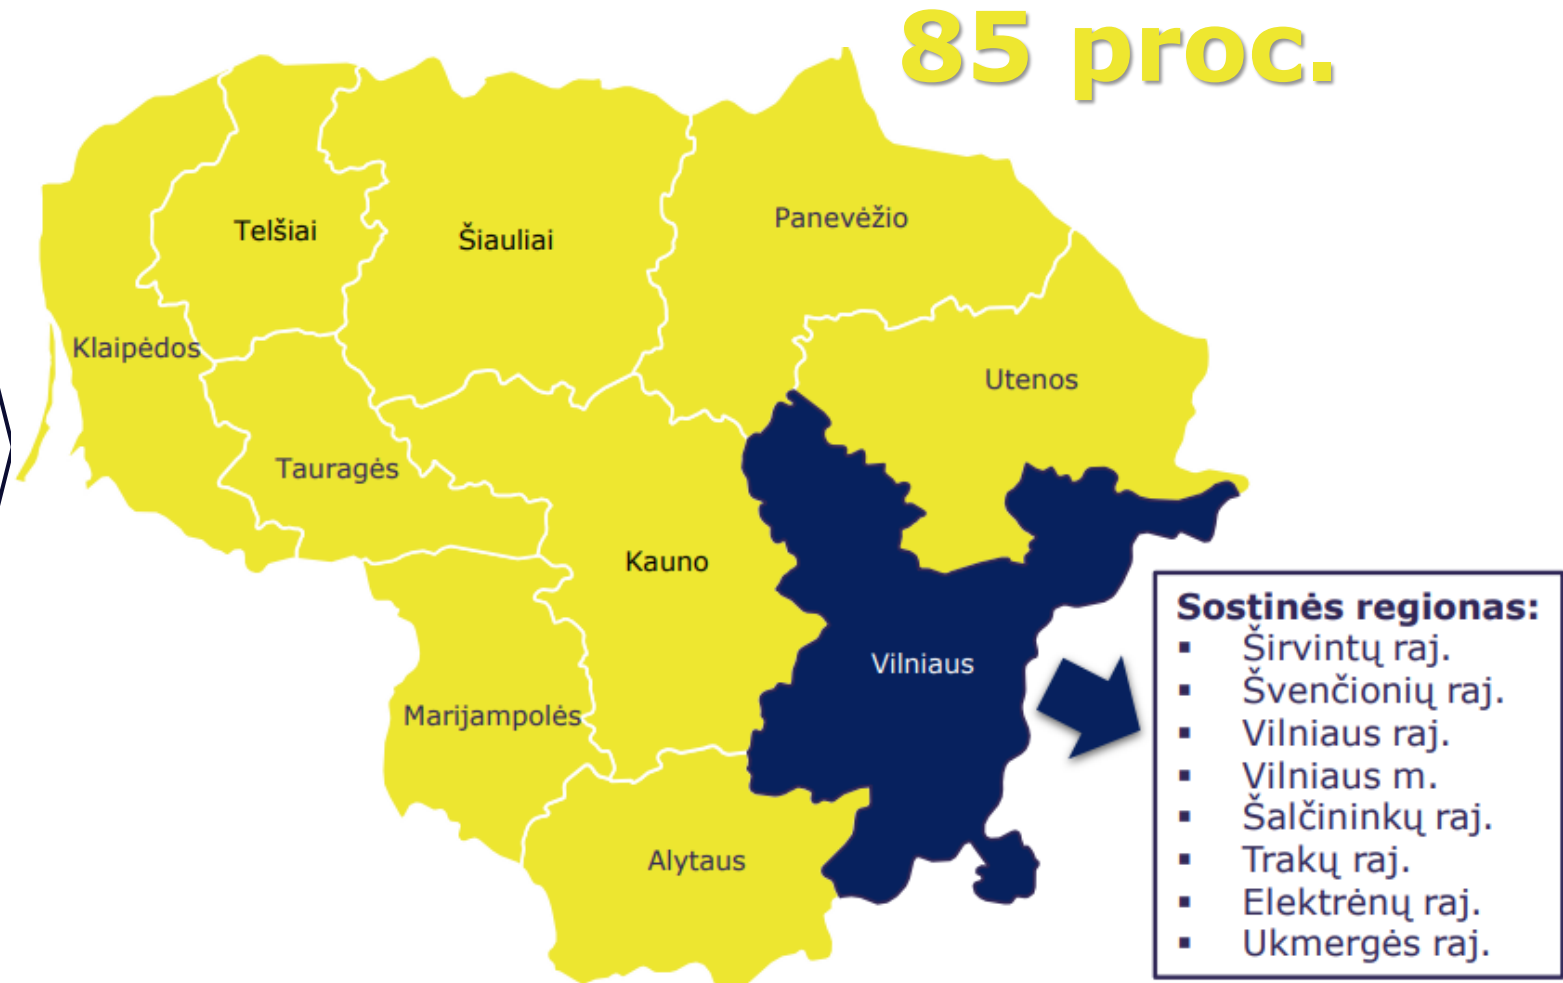 85 proc.
Telšiai
Šiauliai
Panevėžio
Klaipėdos
Utenos
Tauragės
Kauno
Vilniaus
Marijampolės
Alytaus
Sostinės regionas:
▪ Širvintų raj.
▪ Švenčionių raj.
▪ Vilniaus raj.
▪ Vilniaus m.
▪ Šalčininkų raj.
▪ Trakų raj.
▪ Elektrėnų raj.
▪ Ukmergės raj.